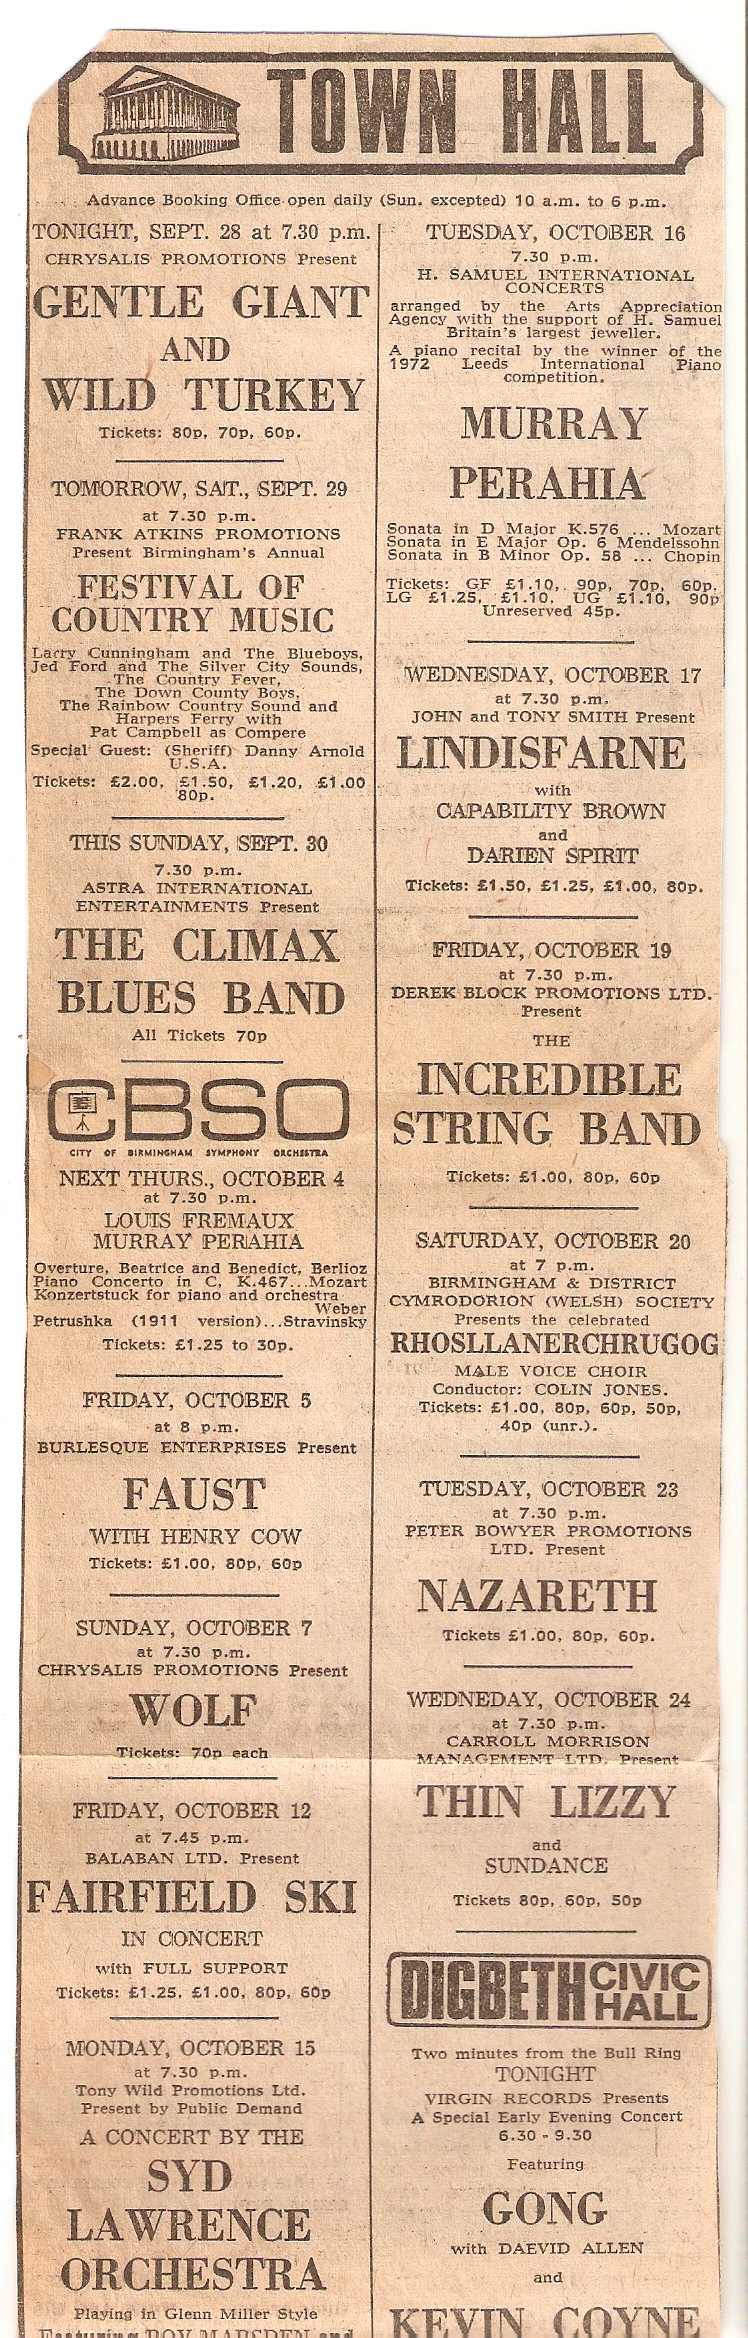 TOWN HALL
Advance Booking Office open daily (Sun. excepted) 10 a.m. to 6 p.m.
TONIGHT, SEPT. 28 at 7.30 p.m.
CHRYSALIS PROMOTIONS Present
GENTLE GIANT
AND
WILD TURKEY
Tickets: 80p, 70p, 60p.
TOMORROW, SAT., SEPT. 29
at 7.30 p.m.
FRANK ATKINS PROMOTIONS
Present Birmingham's Annual
FESTIVAL OF
COUNTRY MUSIC
Larry Cunningham and The Blueboys,
Jed Ford and The Silver City Sounds,
The Country Fever,
The Down County Boys,
The Rainbow Country Sound and
Harpers Ferry with
Pat Campbell as Compere
Special Guest: (Sheriff) Danny Arnold
U.S.A.
Tickets: £2.00, £1.50, £1.20, £1.00
80p.
THIS SUNDAY, SEPT. 30
7.30 p.m.
ASTRA INTERNATIONAL
ENTERTAINMENTS Present
THE CLIMAX
BLUES BAND
All Tickets 70p
CBSO
CITY OF BIRMINGHAM SYMPHONY ORCHESTRA
NEXT THURS., OCTOBER 4
at 7.30 p.m.
LOUIS FREMAUX
MURRAY PERAHIA
Overture, Beatrice and Benedict, Berlioz
Piano Concerto in C, K.467...Mozart
Konzertstuck for piano and orchestra
Weber
Petrushka (1911 version)...Stravinsky
Tickets: £1.25 to 30p.
FRIDAY, OCTOBER 5
at 8 p.m.
BURLESQUE ENTERPRISES Present
FAUST
WITH HENRY COW
Tickets: £1.00, 80p, 60p
SUNDAY, OCTOBER 7
at 7.30 p.m.
CHRYSALIS PROMOTIONS Present
WOLF
Tickets: 70p each
FRIDAY, OCTOBER 12
at 7.45 p.m.
BALABAN LTD. Present
FAIRFIELD SKI
IN CONCERT
with FULL SUPPORT
Tickets: £1.25, £1.00, 80p, 60p
MONDAY, OCTOBER 15
at 7.30 p.m.
Tony Wild Promotions Ltd.
Present by Public Demand
A CONCERT BY THE
SYD
LAWRENCE
ORCHESTRA
Playing in Glenn Miller Style
Featuring ROY MARSDEN and
TUESDAY, OCTOBER 16
7.30 p.m.
H. SAMUEL INTERNATIONAL
CONCERTS
arranged by the Arts Appreciation
Agency with the support of H. Samuel
Britain's largest jeweller.
A piano recital by the winner of the
1972 Leeds International Piano
competition.
MURRAY
PERAHIA
Sonata in D Major K.576 ... Mozart
Sonata in E Major Op. 6 Mendelssohn
Sonata in B Minor Op. 58 ... Chopin
Tickets: GF £1.10, 90p, 70p, 60p.
LG £1.25, £1.10, UG £1.10, 90p
Unreserved 45p.
WEDNESDAY, OCTOBER 17
at 7.30 p.m.
JOHN and TONY SMITH Present
LINDISFARNE
with
CAPABILITY BROWN
and
DARIEN SPIRIT
Tickets: £1.50, £1.25, £1.00, 80p.
FRIDAY, OCTOBER 19
at 7.30 p.m.
DEREK BLOCK PROMOTIONS LTD.
Present
THE
INCREDIBLE
STRING BAND
Tickets: £1.00, 80p, 60p
SATURDAY, OCTOBER 20
at 7 p.m.
BIRMINGHAM & DISTRICT
CYMRODORION (WELSH) SOCIETY
Presents the celebrated
RHOSLLANERCHRUGOG
MALE VOICE CHOIR
Conductor: COLIN JONES.
Tickets: £1.00, 80p, 60p, 50p,
40p (unr.).
TUESDAY, OCTOBER 23
at 7.30 p.m.
PETER BOWYER PROMOTIONS
LTD. Present
NAZARETH
Tickets £1.00, 80p, 60p.
WEDNEDAY, OCTOBER 24
at 7.30 p.m.
CARROLL MORRISON
MANAGEMENT LTD. Present
THIN LIZZY
and
SUNDANCE
Tickets 80p, 60p, 50p
DIGBETH CIVIC HALL
Two minutes from the Bull Ring
TONIGHT
VIRGIN RECORDS Presents
A Special Early Evening Concert
6.30 - 9.30
Featuring
GONG
with DAEVID ALLEN
and
KEVIN COYNE